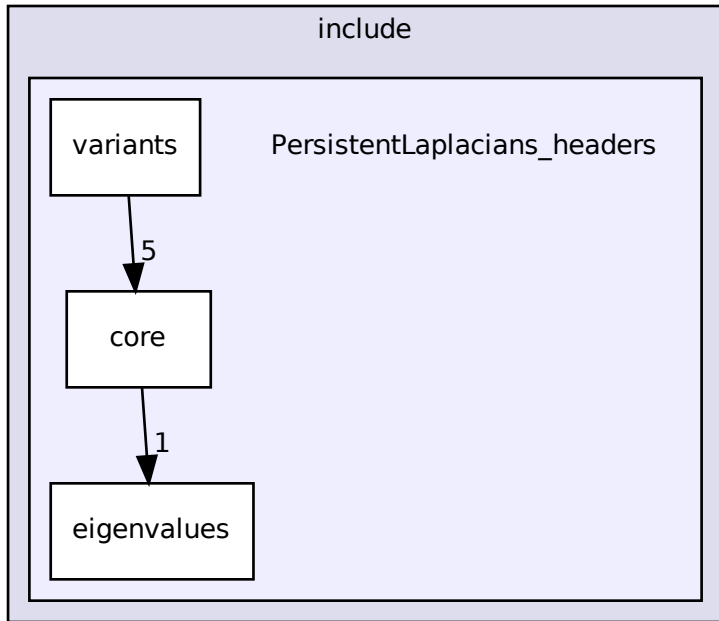 include
variants
PersistentLaplacians_headers
5
core
1
eigenvalues